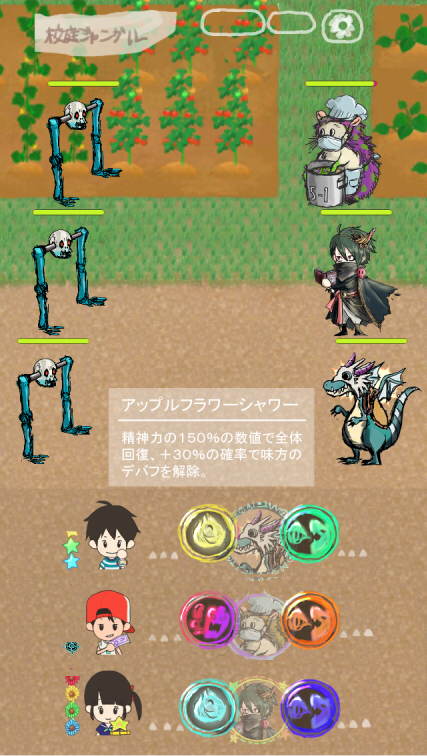 校庭ジャングル
5-1
アップルフラワーシャワー
精神力の150%の数値で全体
回復、+30%の確率で味方の
デバフを解除。